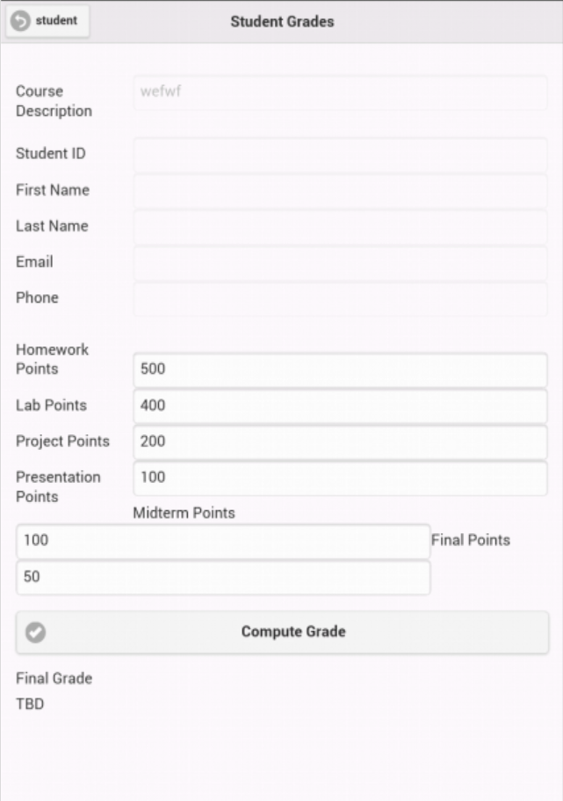 student
Student Grades
Course
Description
wefwf
Student ID
First Name
Last Name
Email
Phone
Homework
Points
500
Lab Points
400
Project Points
200
Presentation
Points
100
Midterm Points
100
Final Points
50
Compute Grade
Final Grade
TBD